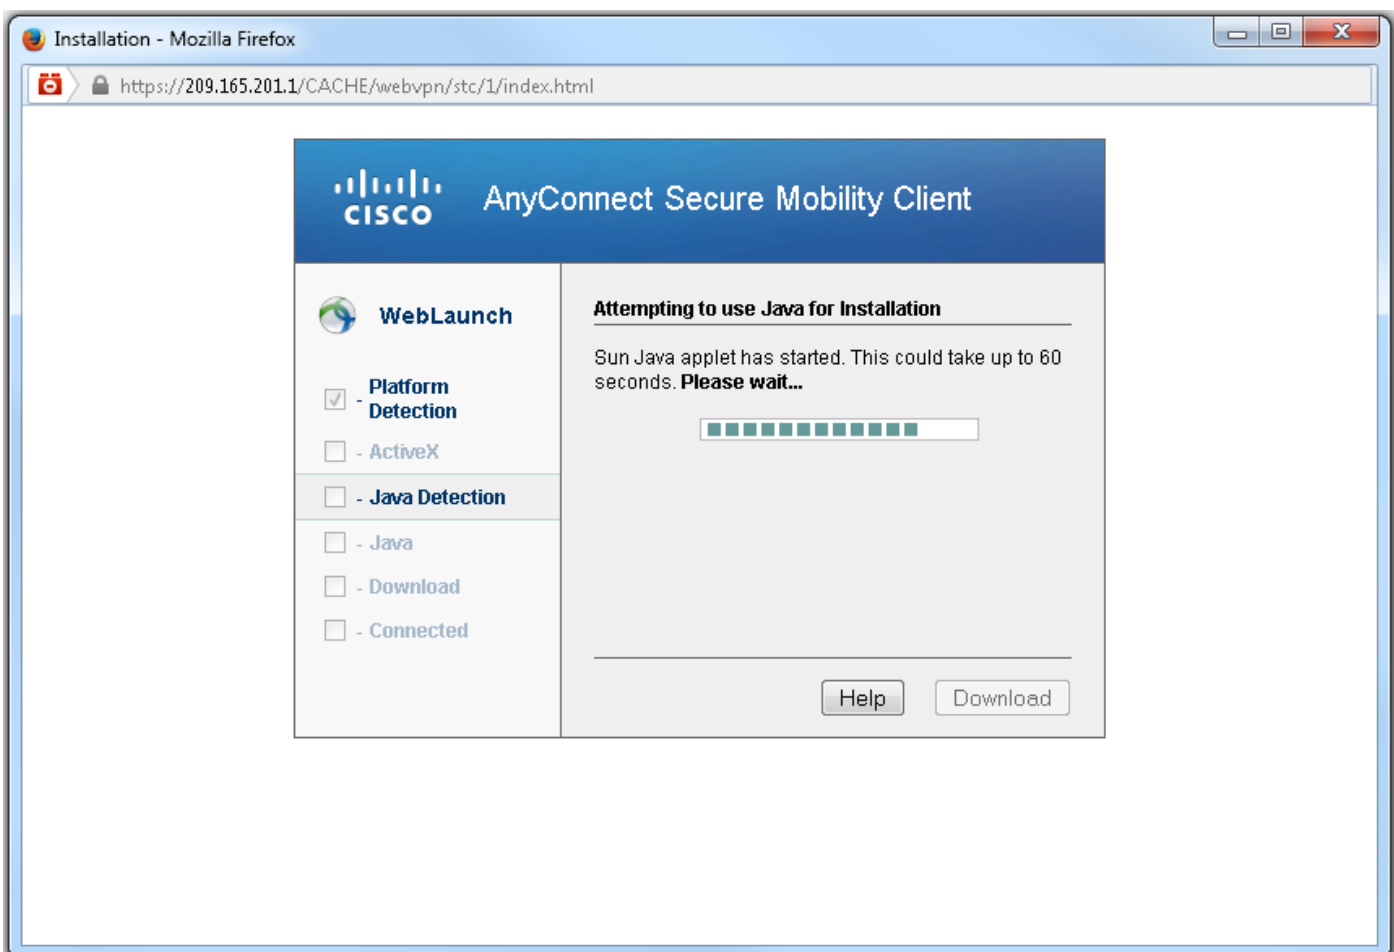 Installation - Mozilla Firefox
https://209.165.201.1/CACHE/webvpn/stc/1/index.html
CISCO AnyConnect Secure Mobility Client
WebLaunch
- Platform
Detection
- ActiveX
- Java Detection
- Java
- Download
- Connected
Attempting to use Java for Installation
Sun Java applet has started. This could take up to 60
seconds. Please wait...
Help Download